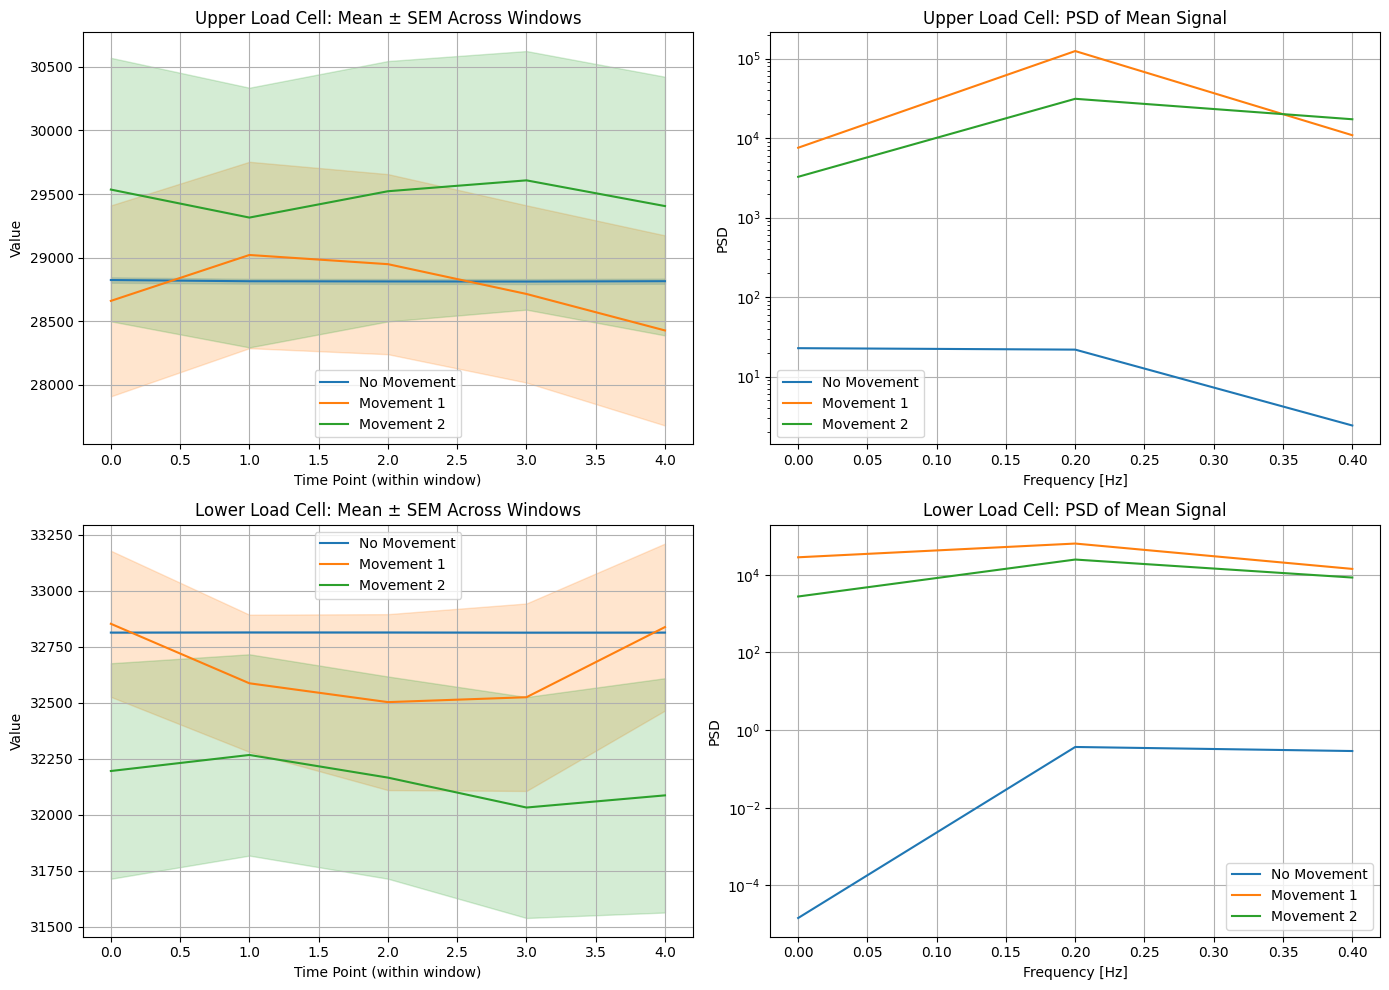 Upper Load Cell: Mean ± SEM Across Windows
Value
30500
30000
29500
29000
28500
28000
0.0 0.5 1.0 1.5 2.0 2.5 3.0 3.5 4.0
Time Point (within window)
No Movement
Movement 1
Movement 2
Upper Load Cell: PSD of Mean Signal
PSD
10^5
10^4
10^3
10^2
10^1
0.00 0.05 0.10 0.15 0.20 0.25 0.30 0.35 0.40
Frequency [Hz]
No Movement
Movement 1
Movement 2
Lower Load Cell: Mean ± SEM Across Windows
Value
33250
33000
32750
32500
32250
32000
31750
31500
0.0 0.5 1.0 1.5 2.0 2.5 3.0 3.5 4.0
Time Point (within window)
No Movement
Movement 1
Movement 2
Lower Load Cell: PSD of Mean Signal
PSD
10^4
10^2
10^0
10^−2
10^−4
0.00 0.05 0.10 0.15 0.20 0.25 0.30 0.35 0.40
Frequency [Hz]
No Movement
Movement 1
Movement 2